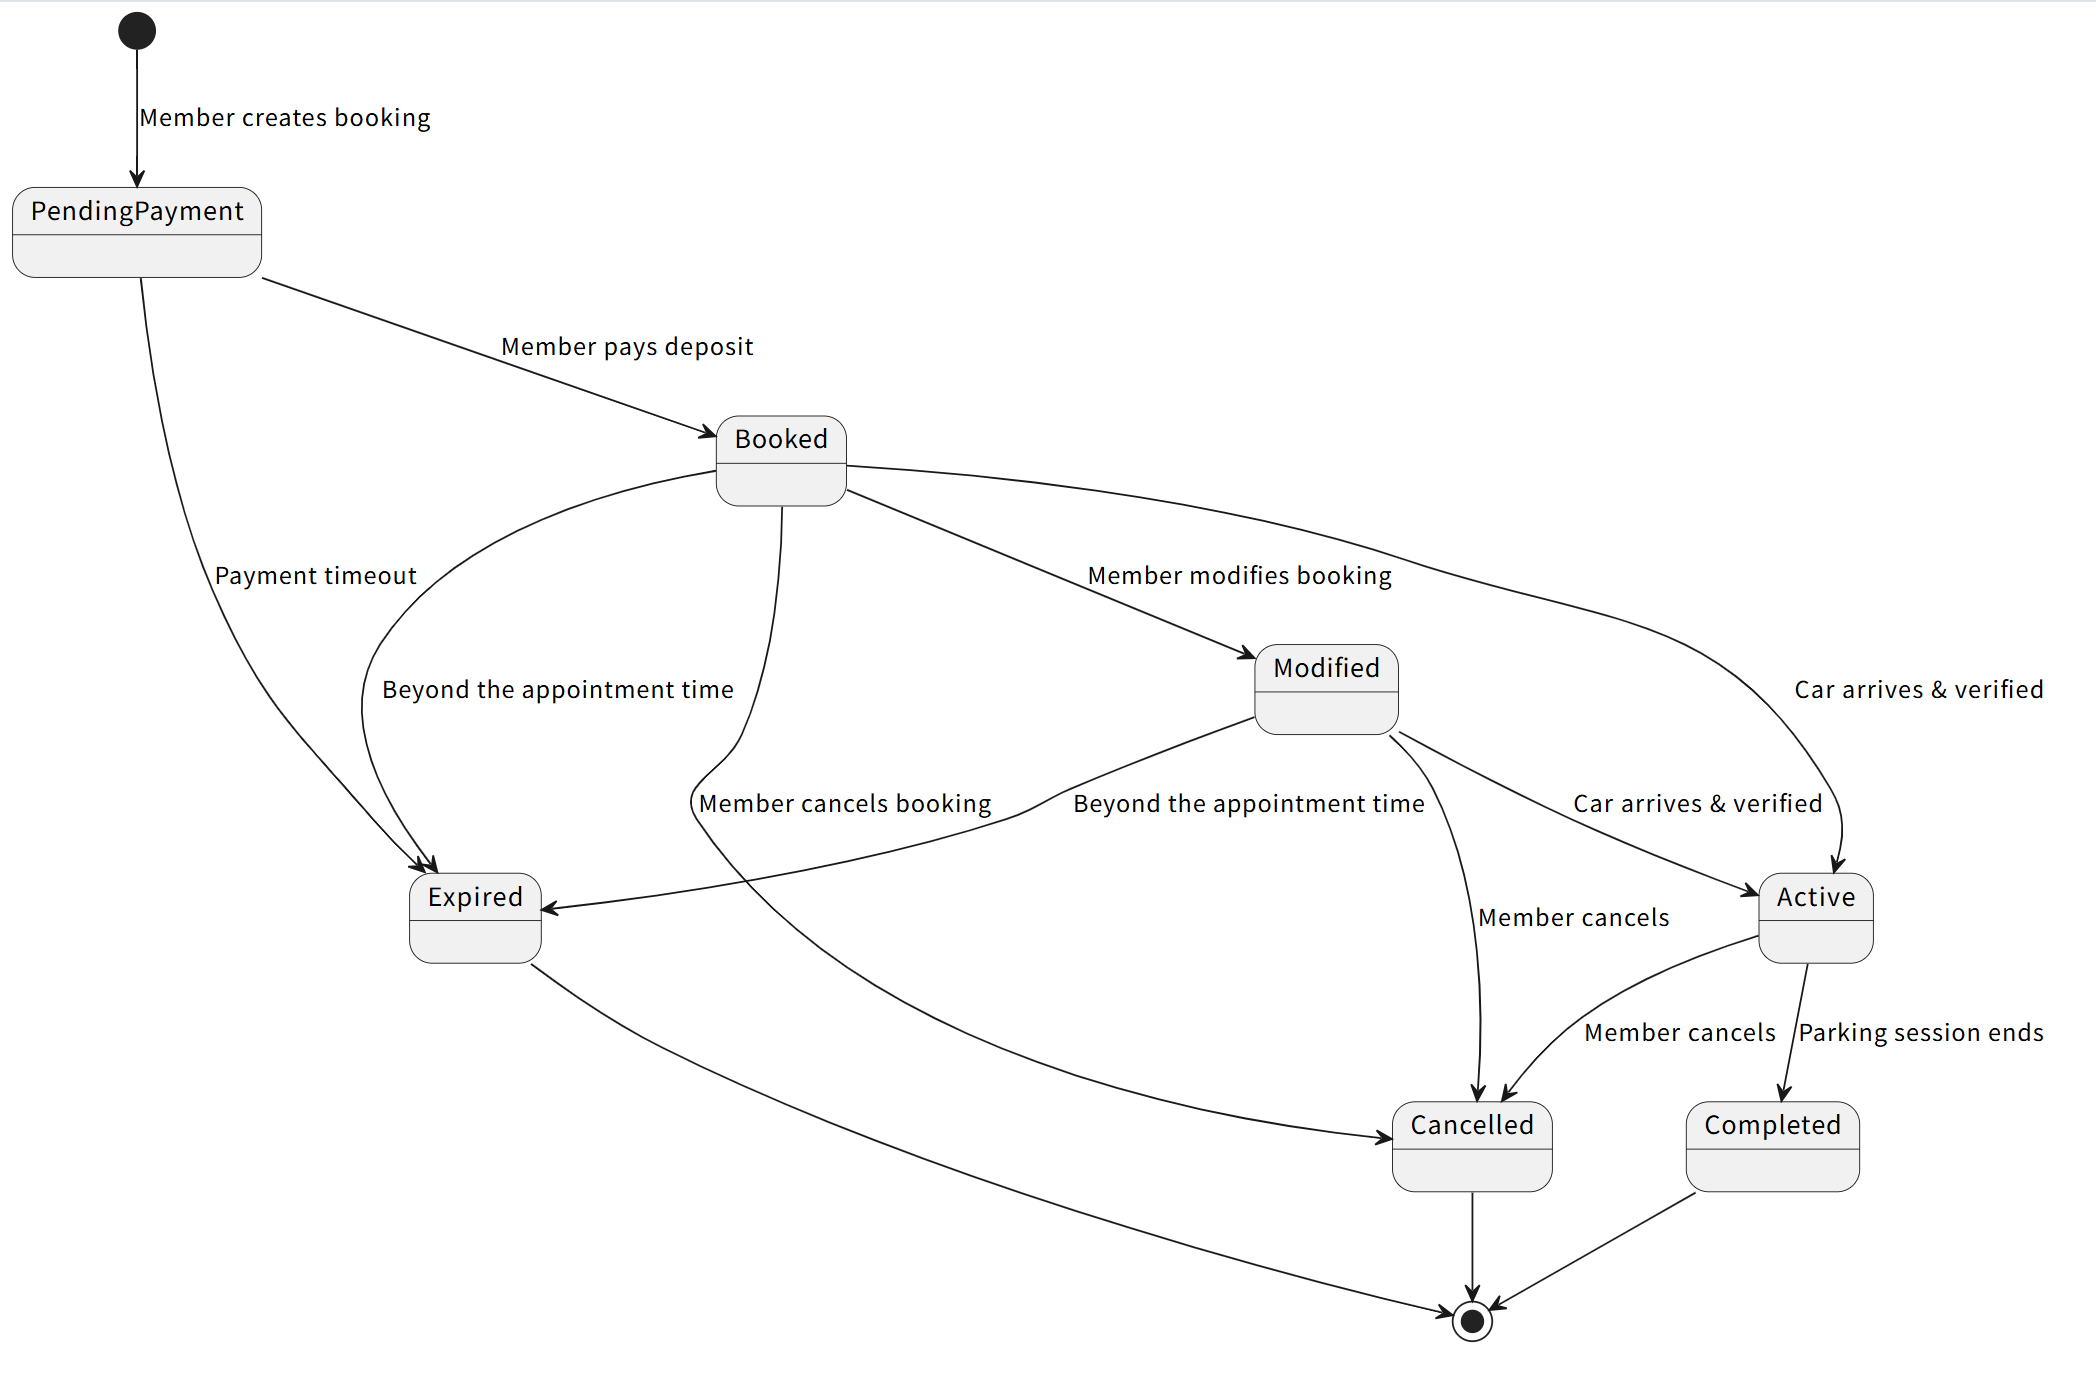 Member creates booking
PendingPayment
Member pays deposit
Booked
Payment timeout
Member modifies booking
Modified
Beyond the appointment time
Car arrives & verified
Member cancels booking
Beyond the appointment time
Car arrives & verified
Expired
Active
Member cancels
Member cancels
Parking session ends
Cancelled
Completed